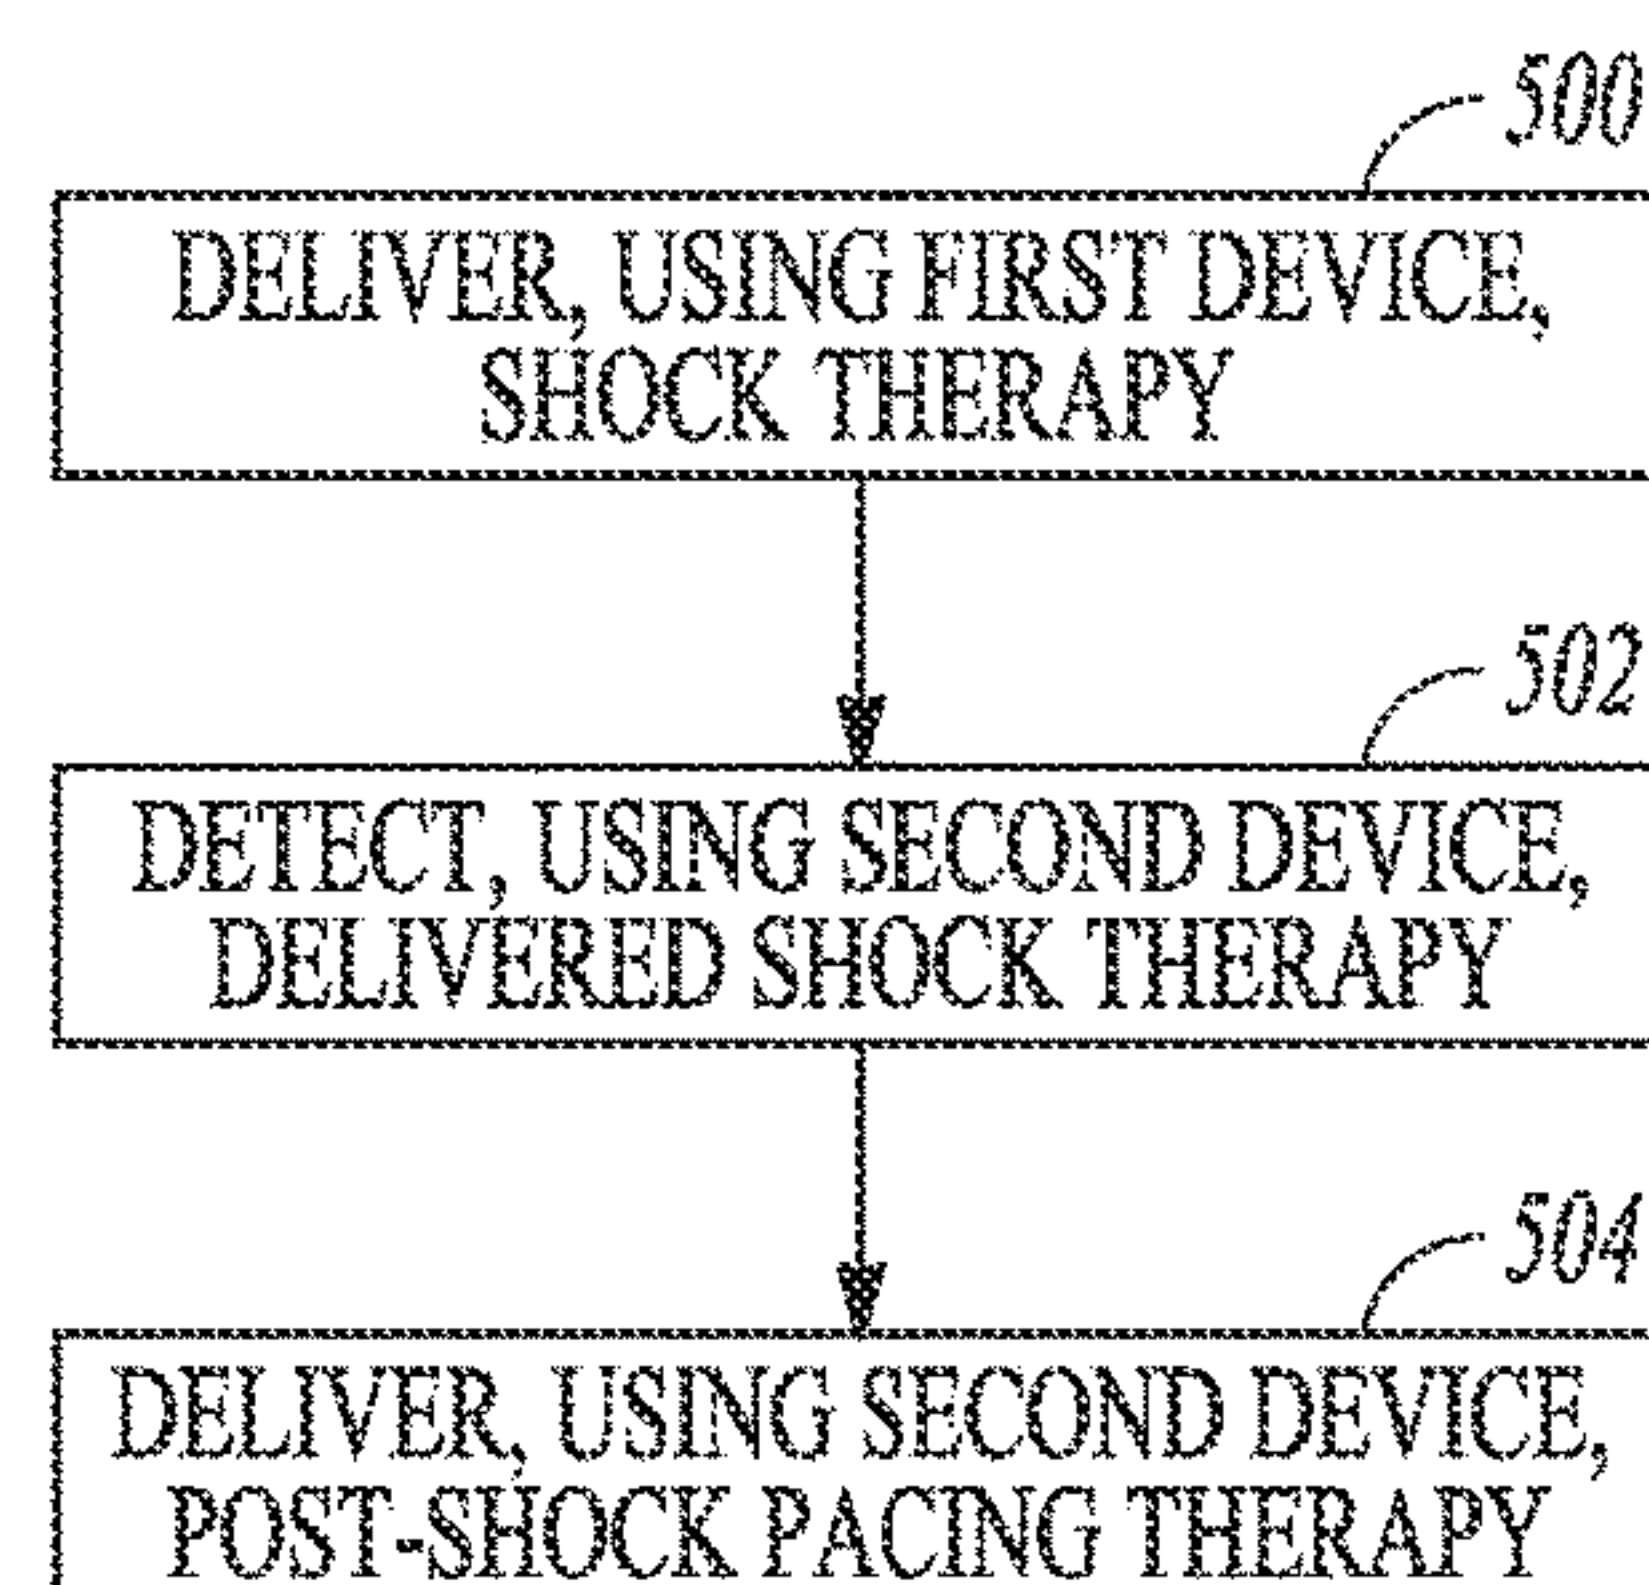 500
DELIVER, USING FIRST DEVICE,
SHOCK THERAPY
502
DETECT, USING SECOND DEVICE,
DELIVERED SHOCK THERAPY
504
DELIVER, USING SECOND DEVICE,
POST-SHOCK PACING THERAPY